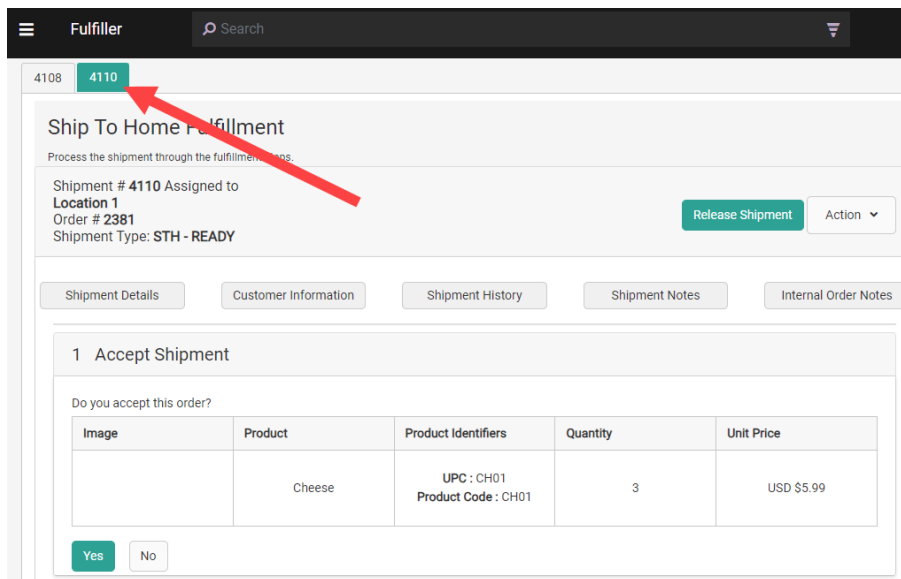 Fulfiller
Search
4108
4110
Ship To Home Fulfillment
Process the shipment through the fulfillment steps.
Shipment # 4110 Assigned to
Location 1
Order # 2381
Shipment Type: STH - READY
Release Shipment
Action
Shipment Details
Customer Information
Shipment History
Shipment Notes
Internal Order Notes
1 Accept Shipment
Do you accept this order?
Image Product Product Identifiers Quantity Unit Price
Cheese UPC : CH01 3 USD $5.99
Product Code : CH01
Yes
No